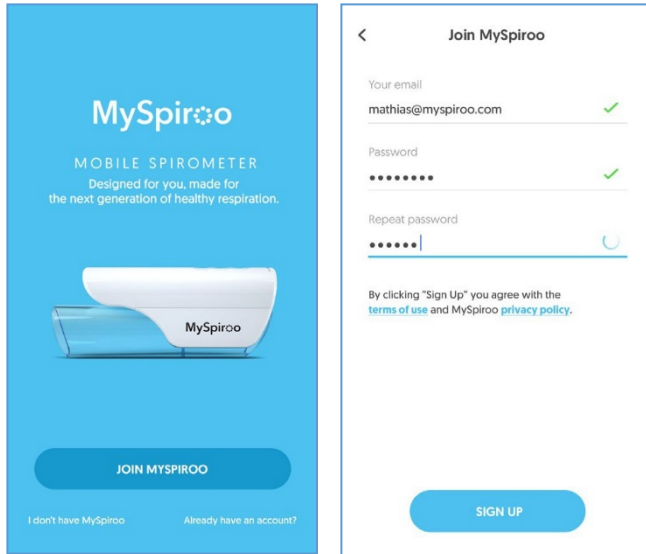 MySpiroo
MOBILE SPIROMETER
Designed for you, made for
the next generation of healthy respiration.
MySpiroo
JOIN MYSPIROO
I don't have MySpiroo
Already have an account?
Join MySpiroo
Your email
mathias@myspiroo.com
Password
••••••••
Repeat password
••••••
By clicking "Sign Up" you agree with the
terms of use and MySpiroo privacy policy.
SIGN UP